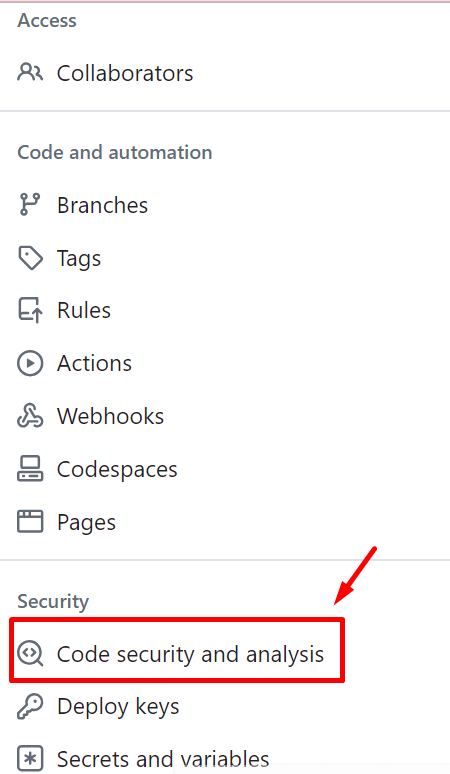 Access
Collaborators
Code and automation
Branches
Tags
Rules
Actions
Webhooks
Codespaces
Pages
Security
Code security and analysis
Deploy keys
Secrets and variables